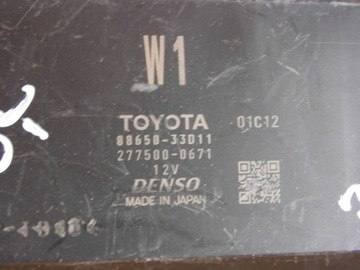 W1
TOYOTA 01C12
88650-33D11
277500-0671
12V
DENSO
MADE IN JAPAN